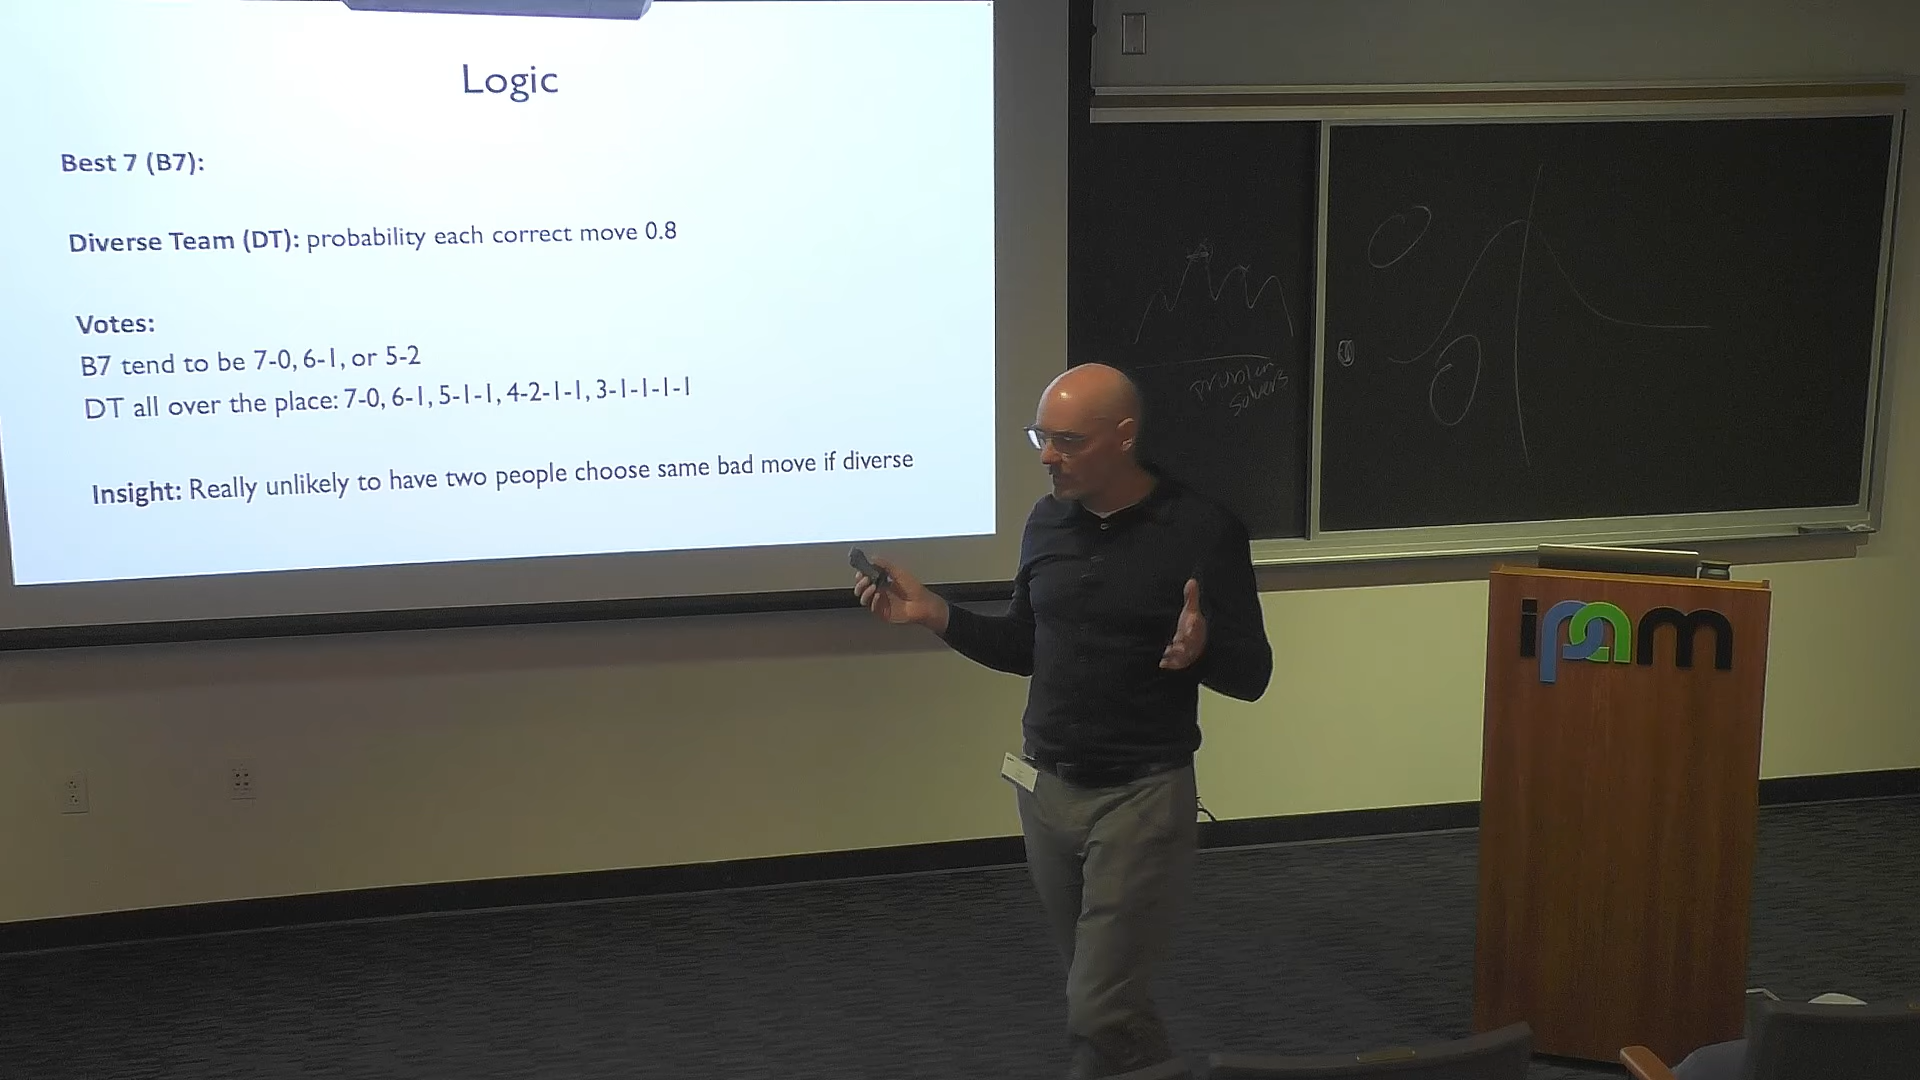 Logic
Best 7 (B7):
Diverse Team (DT): probability each correct move 0.8
Votes:
B7 tend to be 7-0, 6-1, or 5-2
DT all over the place: 7-0, 6-1, 5-1-1, 4-2-1-1, 3-1-1-1-1
Insight: Really unlikely to have two people choose same bad move if diverse
problem
solvers
ipam